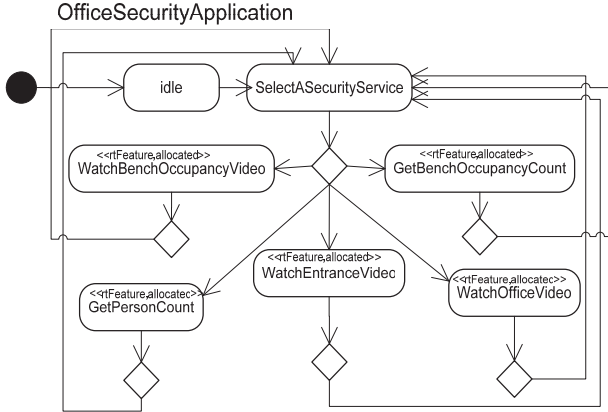 OfficeSecurityApplication
idle
SelectASecurityService
<<rtFeature,allocated>>
WatchBenchOccupancyVideo
<<rtFeature,allocated>>
GetBenchOccupancyCount
<<rtFeature,allocated>>
WatchEntranceVideo
<<rtFeature,allocated>>
WatchOfficeVideo
<<rtFeature,allocated>>
GetPersonCount